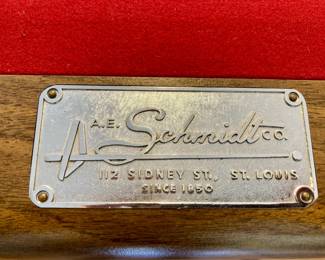 A.E. Schmidt CO.
112 SIDNEY ST., ST. LOUIS
SINCE 1850